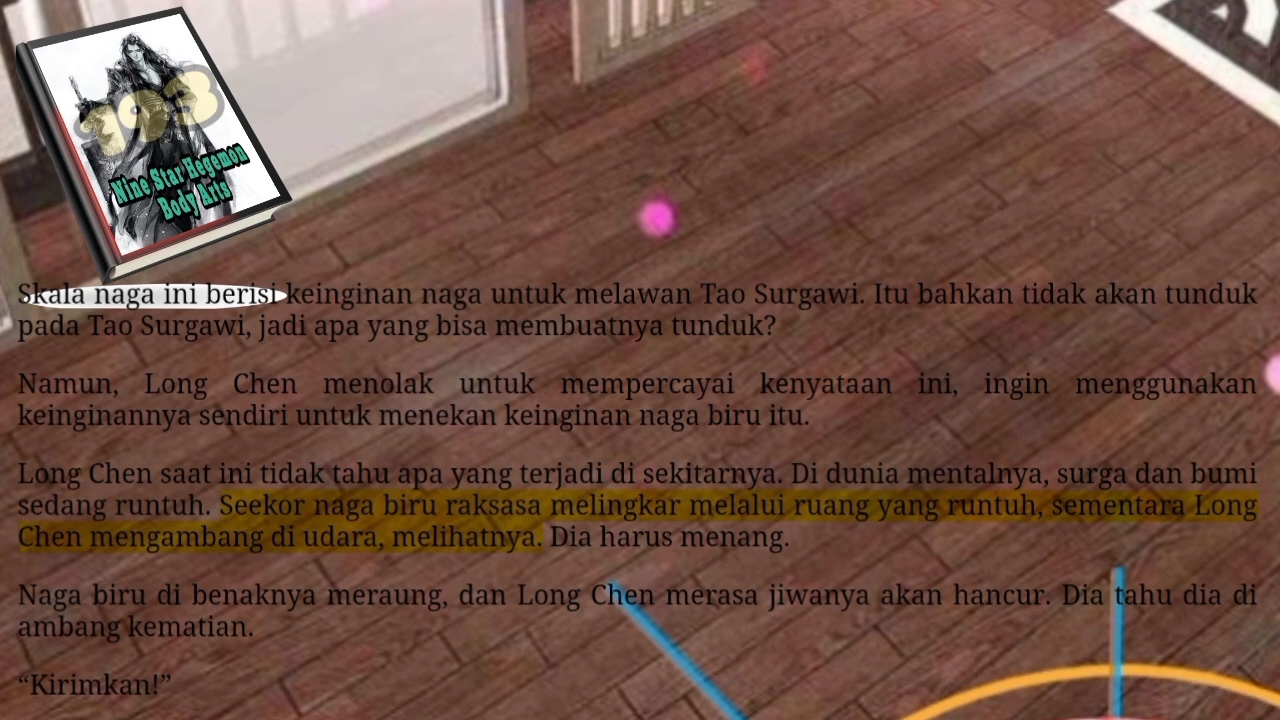 193
Nine Star Hegemon
Body Arts
Skala naga ini berisi keinginan naga untuk melawan Tao Surgawi. Itu bahkan tidak akan tunduk
pada Tao Surgawi, jadi apa yang bisa membuatnya tunduk?
Namun, Long Chen menolak untuk mempercayai kenyataan ini, ingin menggunakan
keinginannya sendiri untuk menekan keinginan naga biru itu.
Long Chen saat ini tidak tahu apa yang terjadi di sekitarnya. Di dunia mentalnya, surga dan bumi
sedang runtuh. Seekor naga biru raksasa melingkar melalui ruang yang runtuh, sementara Long
Chen mengambang di udara, melihatnya. Dia harus menang.
Naga biru di benaknya meraung, dan Long Chen merasa jiwanya akan hancur. Dia tahu dia di
ambang kematian.
“Kirimkan!”